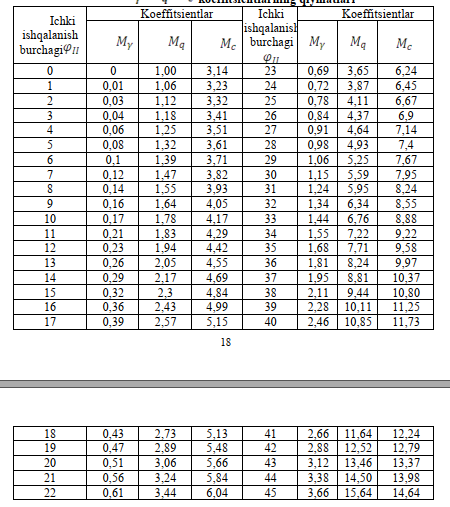 koeffitsientlarning qiymatlari
Ichki ishqalanish burchagi φII Koeffitsientlar Ichki ishqalanish burchagi φII Koeffitsientlar
Mγ Mq Mc Mγ Mq Mc
0 0 1,00 3,14 23 0,69 3,65 6,24
1 0,01 1,06 3,23 24 0,72 3,87 6,45
2 0,03 1,12 3,32 25 0,78 4,11 6,67
3 0,04 1,18 3,41 26 0,84 4,37 6,9
4 0,06 1,25 3,51 27 0,91 4,64 7,14
5 0,08 1,32 3,61 28 0,98 4,93 7,4
6 0,1 1,39 3,71 29 1,06 5,25 7,67
7 0,12 1,47 3,82 30 1,15 5,59 7,95
8 0,14 1,55 3,93 31 1,24 5,95 8,24
9 0,16 1,64 4,05 32 1,34 6,34 8,55
10 0,17 1,78 4,17 33 1,44 6,76 8,88
11 0,21 1,83 4,29 34 1,55 7,22 9,22
12 0,23 1,94 4,42 35 1,68 7,71 9,58
13 0,26 2,05 4,55 36 1,81 8,24 9,97
14 0,29 2,17 4,69 37 1,95 8,81 10,37
15 0,32 2,3 4,84 38 2,11 9,44 10,80
16 0,36 2,43 4,99 39 2,28 10,11 11,25
17 0,39 2,57 5,15 40 2,46 10,85 11,73
18
18 0,43 2,73 5,13 41 2,66 11,64 12,24
19 0,47 2,89 5,48 42 2,88 12,52 12,79
20 0,51 3,06 5,66 43 3,12 13,46 13,37
21 0,56 3,24 5,84 44 3,38 14,50 13,98
22 0,61 3,44 6,04 45 3,66 15,64 14,64